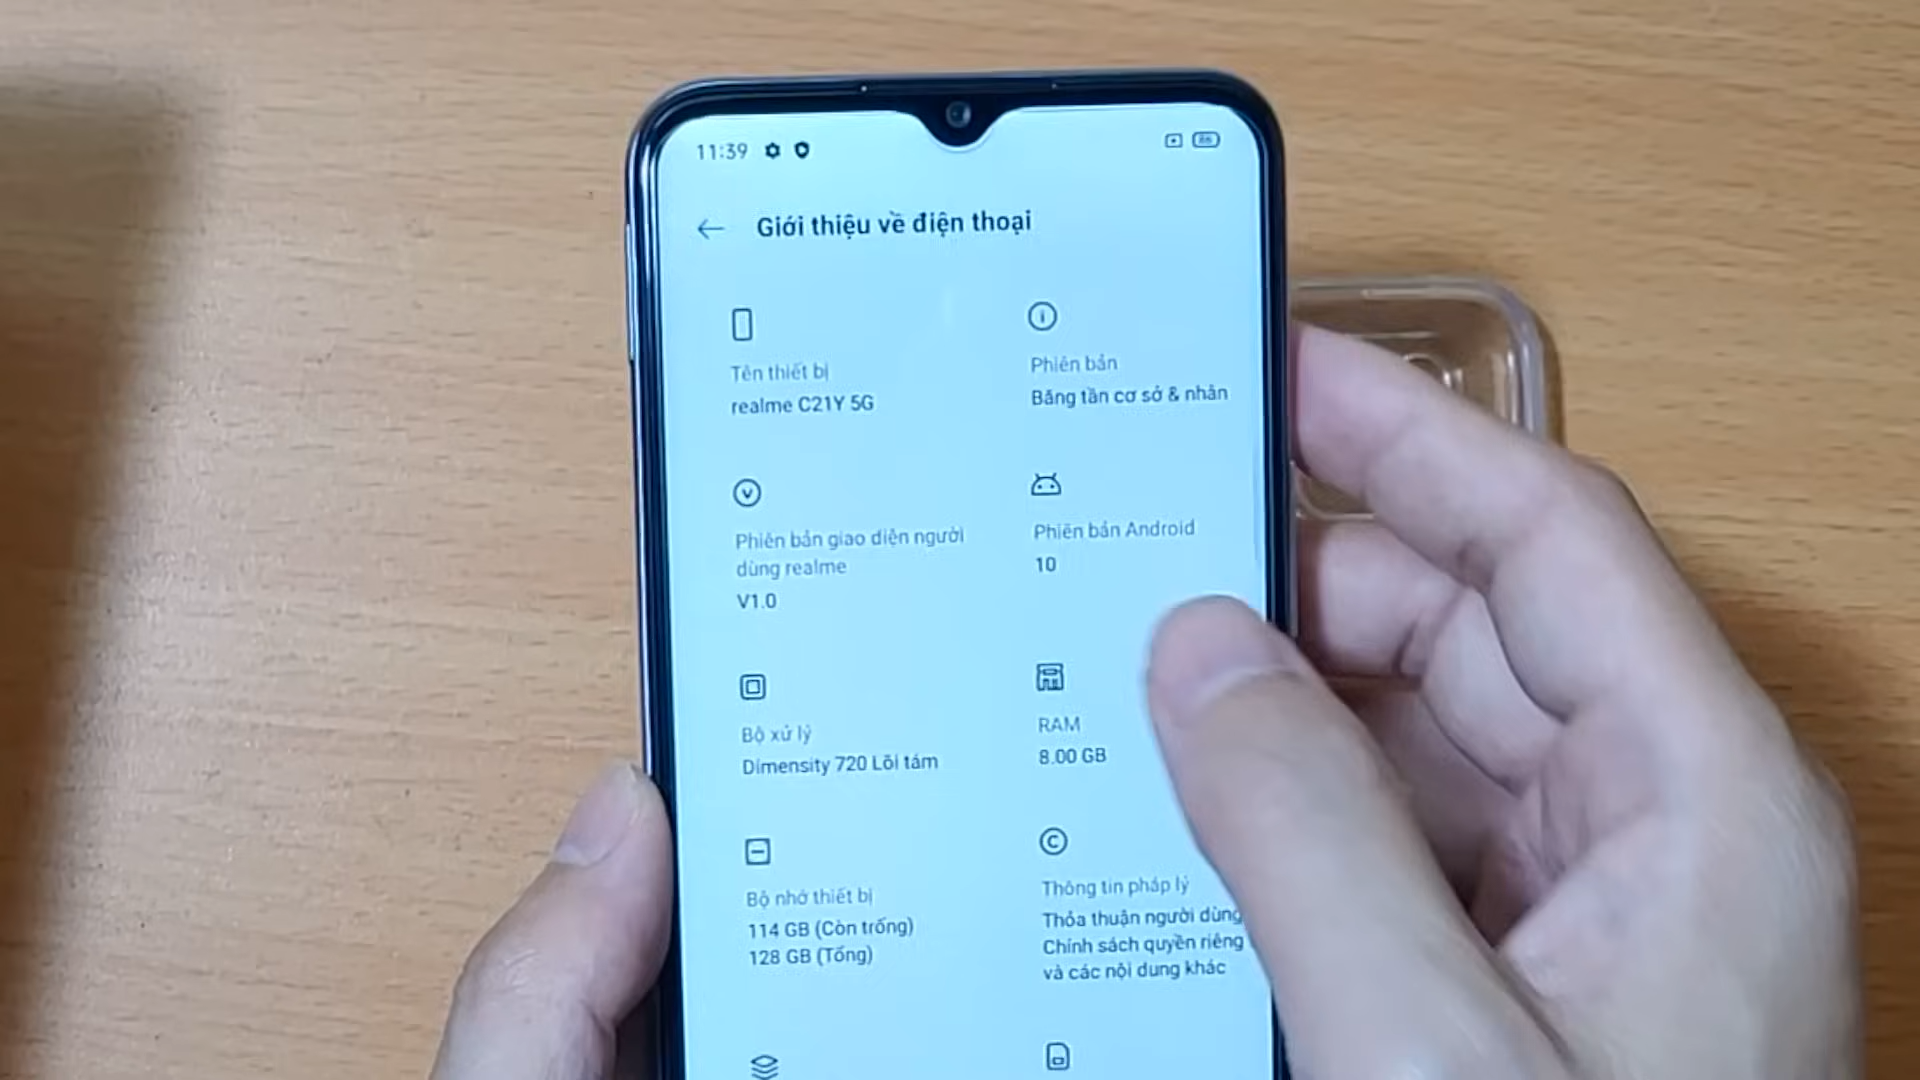 11:39
Giới thiệu về điện thoại
Tên thiết bị
realme C21Y 5G
Phiên bản
Băng tần cơ sở & nhân
Phiên bản giao diện người
dùng realme
V1.0
Phiên bản Android
10
Bộ xử lý
Dimensity 720 Lõi tám
RAM
8.00 GB
Bộ nhớ thiết bị
114 GB (Còn trống)
128 GB (Tổng)
Thông tin pháp lý
Thỏa thuận người dùng
Chính sách quyền riêng
và các nội dung khác